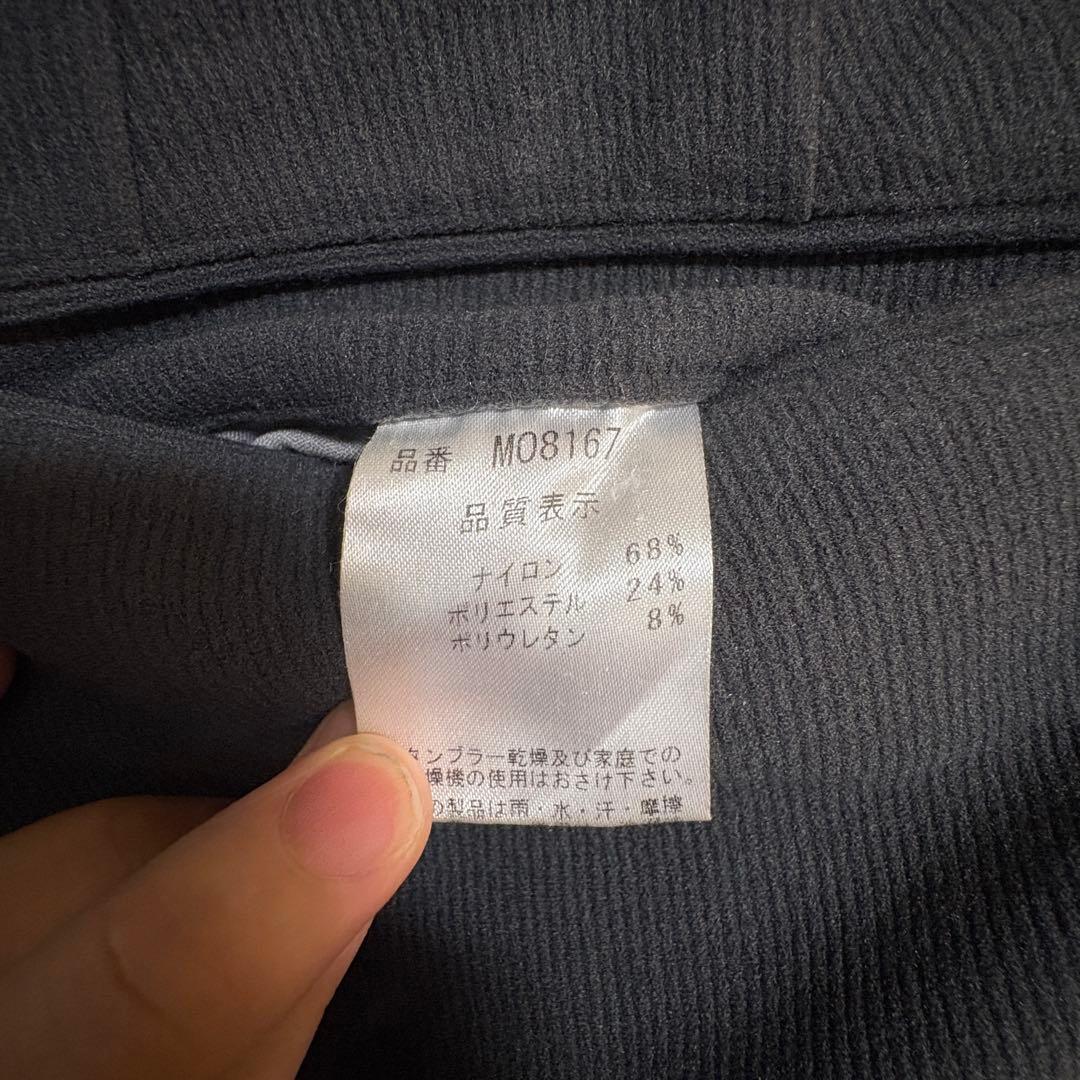 品番 MO8167
品質表示
ナイロン 68%
ポリエステル 24%
ポリウレタン 8%
タンブラー乾燥及び家庭での
燥機の使用はおさけ下さい。
の製品は雨・水・汗・摩擦